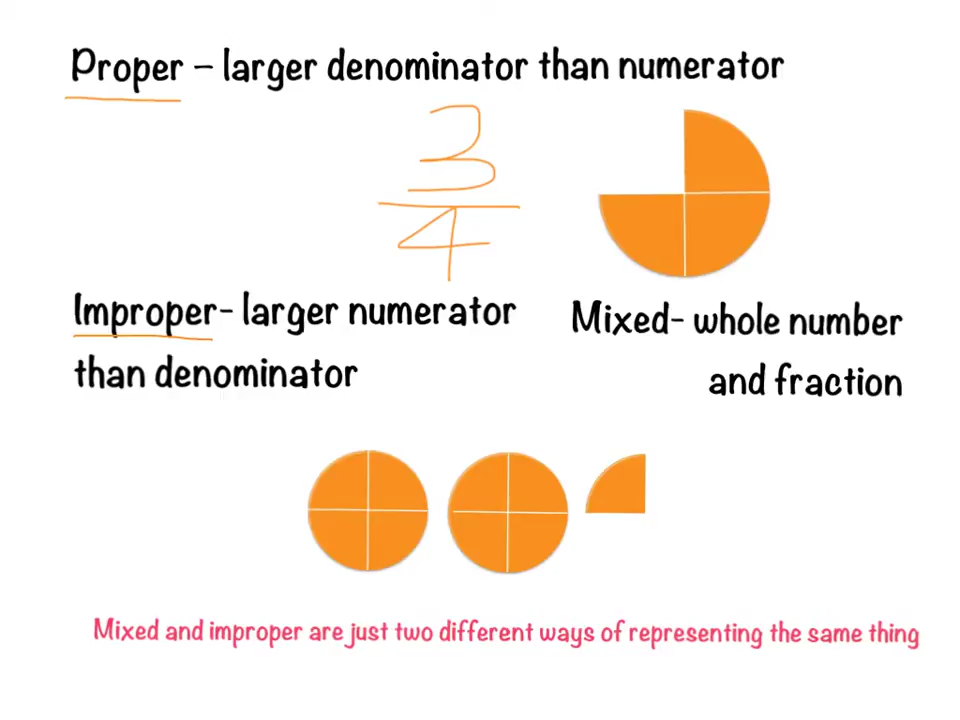 Proper – larger denominator than numerator
3
4
Improper- larger numerator
than denominator
Mixed- whole number
and fraction
Mixed and improper are just two different ways of representing the same thing